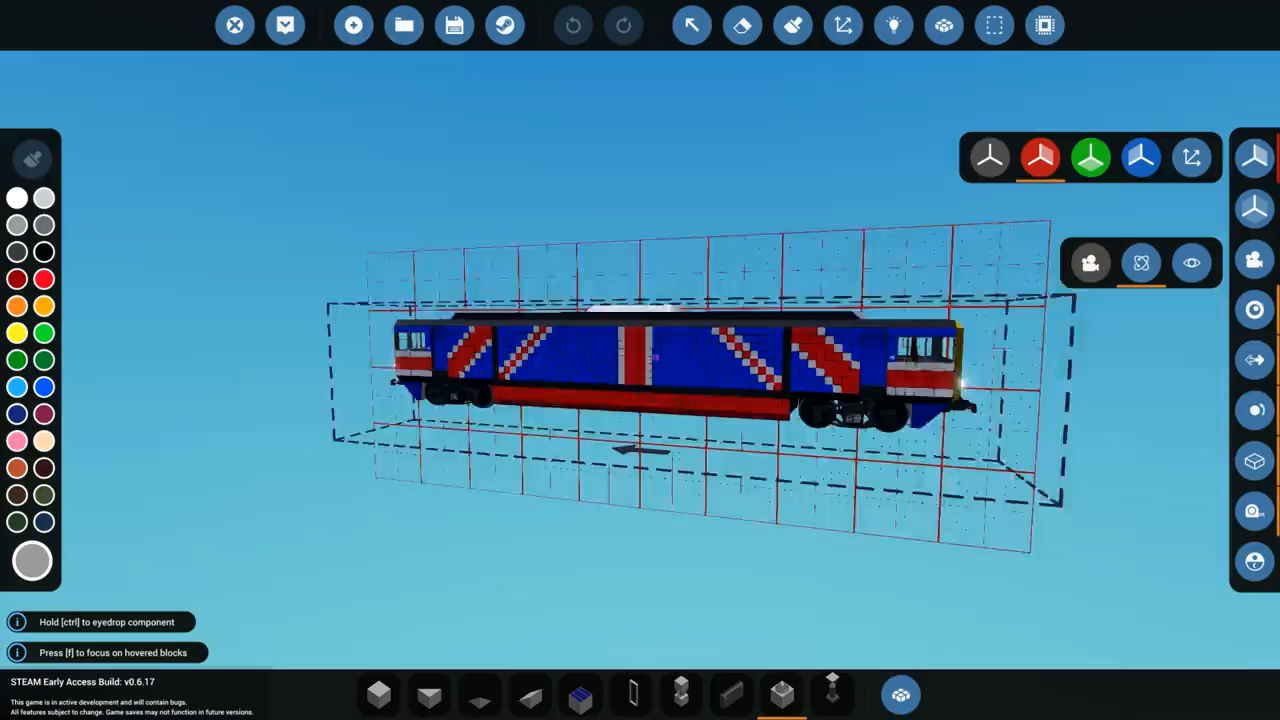 Hold [ctrl] to eyedrop component
Press [f] to focus on hovered blocks
STEAM Early Access Build: v0.6.17
This game is in active development and will contain bugs.
All features subject to change. Game saves may not function in future versions.